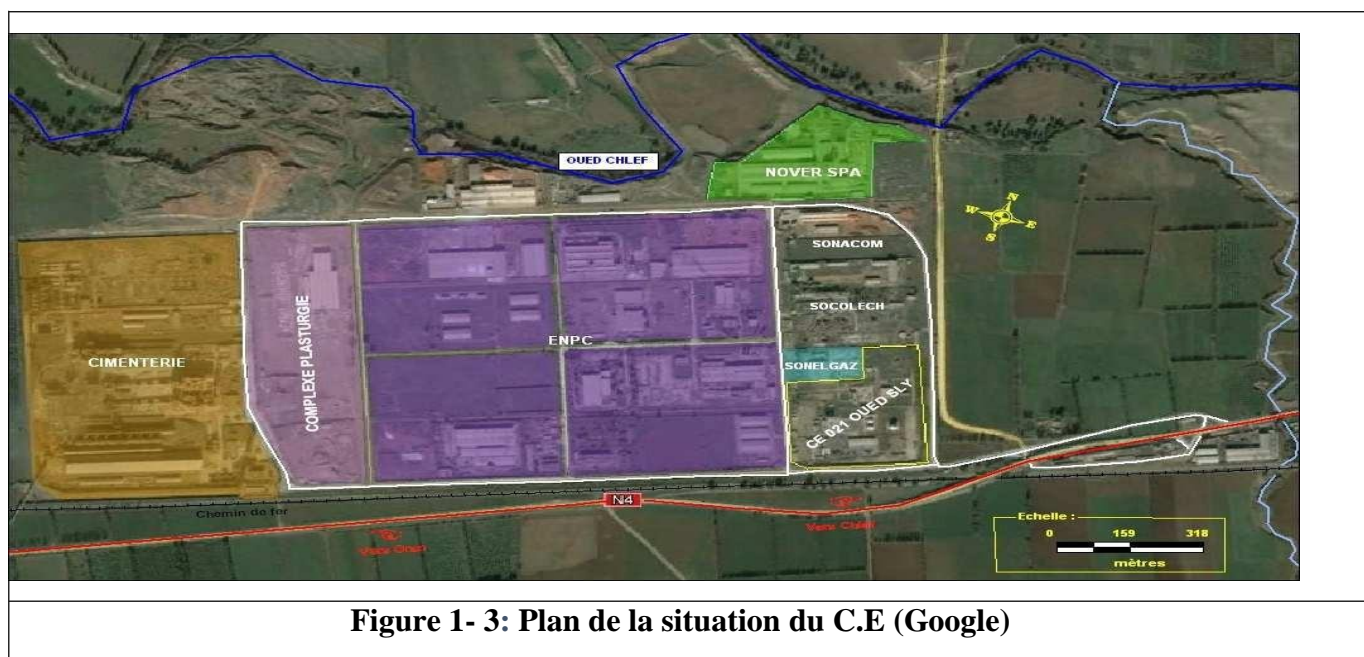 OUED CHLEF
NOVER SPA
N
W
E
S
SONACOM
SOCOLECH
CIMENTERIE
COMPLEXE PLASTURGIE
ENPC
SONELGAZ
CE 021 OUED SLY
N4
Chemin de fer
Vers Oran
Vers Chlef
Echelle :
0 159 318
mètres
Figure 1- 3: Plan de la situation du C.E (Google)